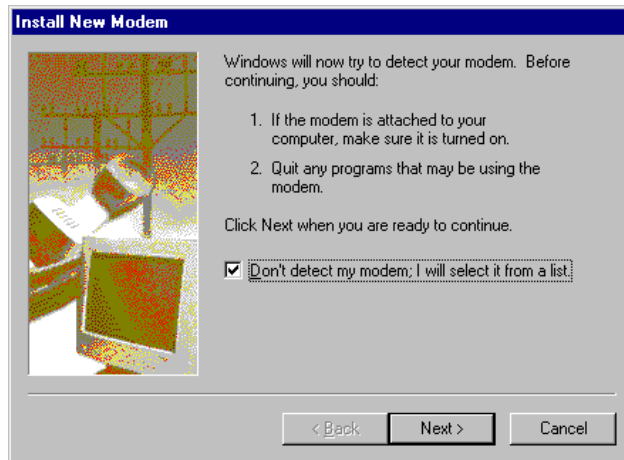 Install New Modem
Windows will now try to detect your modem.  Before
continuing, you should:
1. If the modem is attached to your
computer, make sure it is turned on.
2. Quit any programs that may be using the
modem.
Click Next when you are ready to continue.
Don't detect my modem; I will select it from a list.
< Back
Next >
Cancel